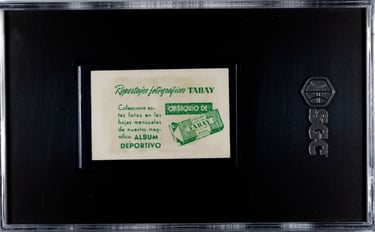 Reportajes fotográficos TABAY
Coleccione es-
tas fotos en las
hojas mensuales
de nuestro mag-
nífico ALBUM
DEPORTIVO
OBSEQUIO DE
TABAY
SGC